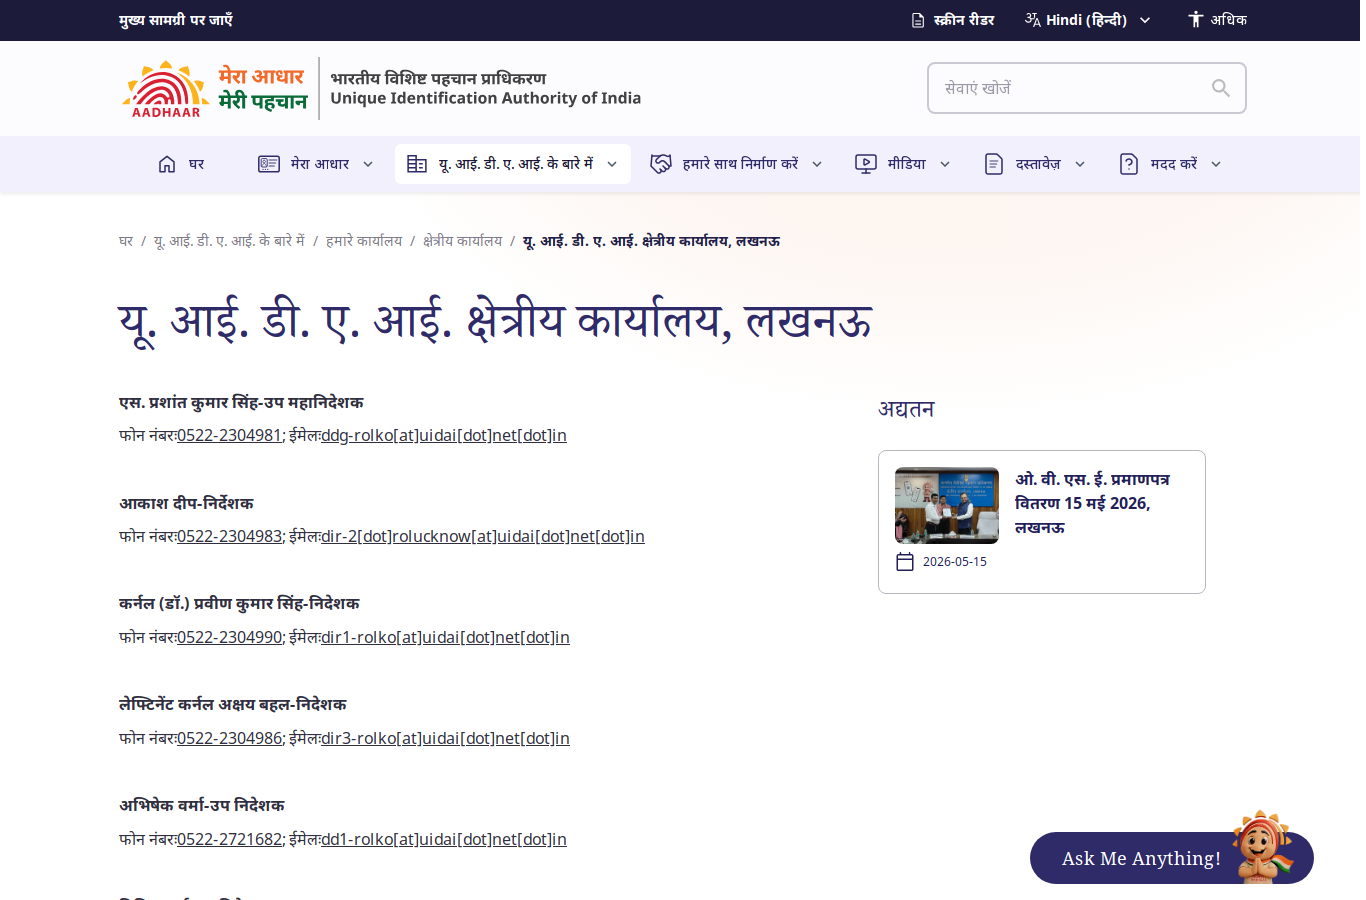 मुख्य सामग्री पर जाएँ
स्क्रीन रीडर
Hindi (हिन्दी)
अधिक
AADHAAR
मेरा आधार
मेरी पहचान
भारतीय विशिष्ट पहचान प्राधिकरण
Unique Identification Authority of India
सेवाएं खोजें
घर
मेरा आधार
यू. आई. डी. ए. आई. के बारे में
हमारे साथ निर्माण करें
मीडिया
दस्तावेज़
मदद करें
घर / यू. आई. डी. ए. आई. के बारे में / हमारे कार्यालय / क्षेत्रीय कार्यालय / यू. आई. डी. ए. आई. क्षेत्रीय कार्यालय, लखनऊ
यू. आई. डी. ए. आई. क्षेत्रीय कार्यालय, लखनऊ
एस. प्रशांत कुमार सिंह-उप महानिदेशक
फोन नंबरः0522-2304981; ईमेलःddg-rolko[at]uidai[dot]net[dot]in
आकाश दीप-निर्देशक
फोन नंबरः0522-2304983; ईमेलःdir-2[dot]rolucknow[at]uidai[dot]net[dot]in
कर्नल (डॉ.) प्रवीण कुमार सिंह-निदेशक
फोन नंबरः0522-2304990; ईमेलःdir1-rolko[at]uidai[dot]net[dot]in
लेफ्टिनेंट कर्नल अक्षय बहल-निदेशक
फोन नंबरः0522-2304986; ईमेलःdir3-rolko[at]uidai[dot]net[dot]in
अभिषेक वर्मा-उप निदेशक
फोन नंबरः0522-2721682; ईमेलःdd1-rolko[at]uidai[dot]net[dot]in
अद्यतन
ओ. वी. एस. ई. प्रमाणपत्र
वितरण 15 मई 2026,
लखनऊ
2026-05-15
Ask Me Anything!